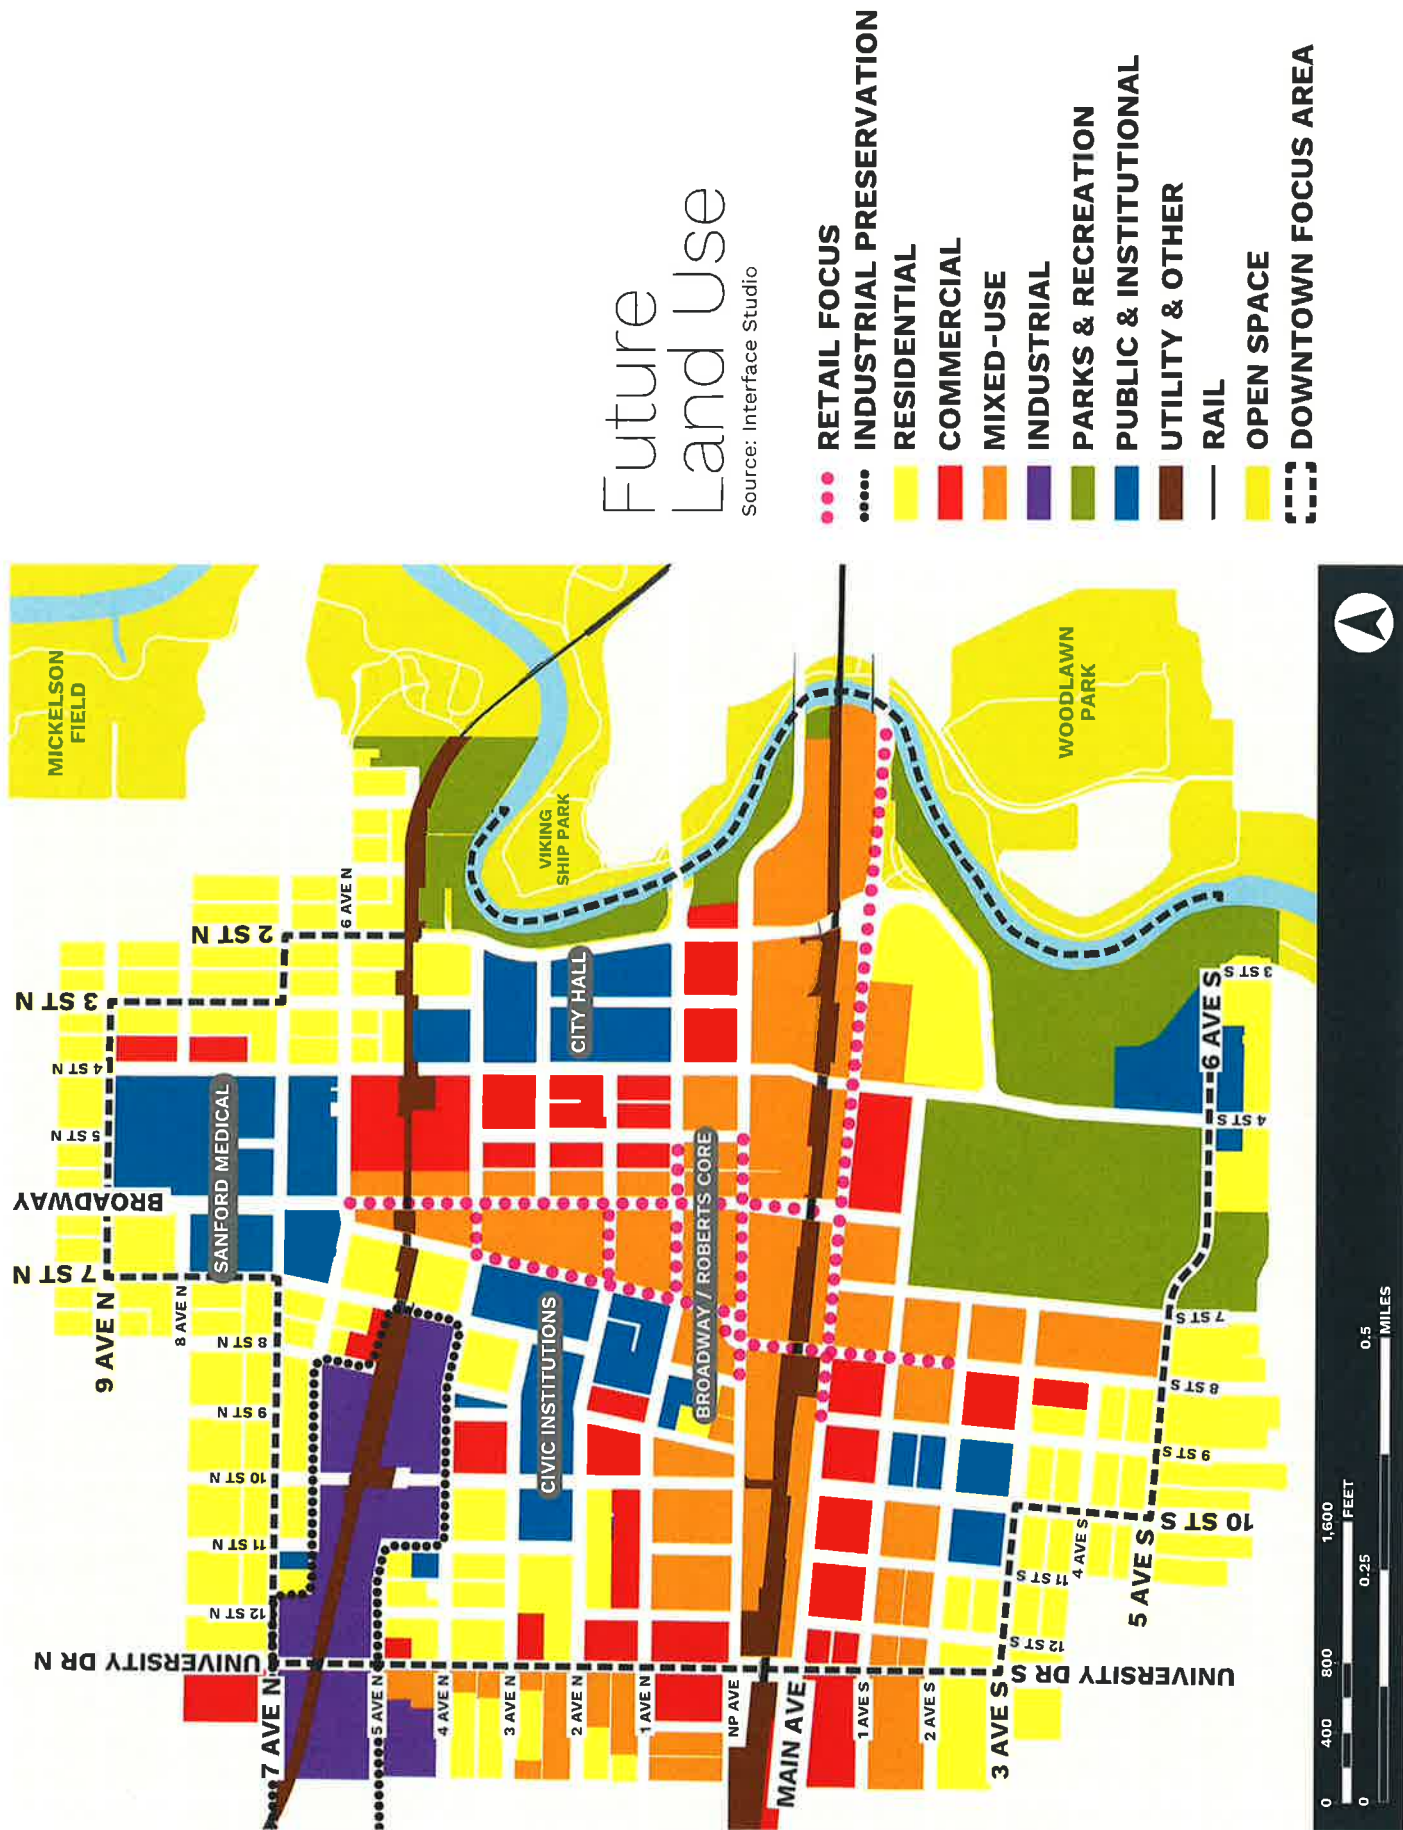 Future
Land Use
Source: Interface Studio
RETAIL FOCUS
INDUSTRIAL PRESERVATION
RESIDENTIAL
COMMERCIAL
MIXED-USE
INDUSTRIAL
PARKS & RECREATION
PUBLIC & INSTITUTIONAL
UTILITY & OTHER
RAIL
OPEN SPACE
DOWNTOWN FOCUS AREA
UNIVERSITY DR N
12 ST N
11 ST N
10 ST N
9 ST N
8 ST N
7 ST N
BROADWAY
5 ST N
4 ST N
3 ST N
2 ST N
9 AVE N
8 AVE N
7 AVE N
6 AVE N
5 AVE N
4 AVE N
3 AVE N
2 AVE N
1 AVE N
NP AVE
MAIN AVE
1 AVE S
2 AVE S
3 AVE S
4 AVE S
5 AVE S
6 AVE S
UNIVERSITY DR S
12 ST S
11 ST S
10 ST S
9 ST S
8 ST S
7 ST S
4 ST S
3 ST S
MICKELSON
FIELD
VIKING
SHIP PARK
WOODLAWN
PARK
SANFORD MEDICAL
CITY HALL
CIVIC INSTITUTIONS
BROADWAY / ROBERTS CORE
0 400 800 1,600
FEET
0 0.25 0.5
MILES